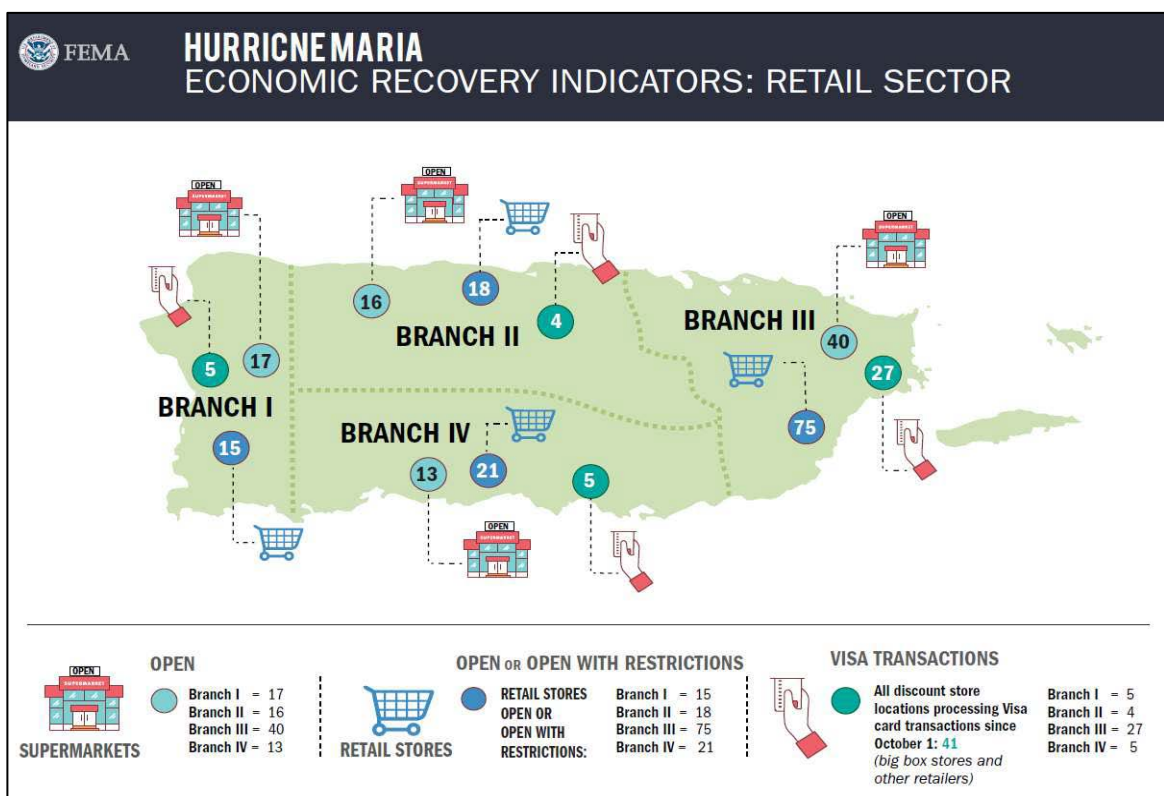 FEMA
HURRICNE MARIA
ECONOMIC RECOVERY INDICATORS: RETAIL SECTOR
OPEN
SUPERMARKET
OPEN
SUPERMARKET
OPEN
SUPERMARKET
16
18
4
BRANCH II
BRANCH III
40
27
75
5
17
BRANCH I
15
BRANCH IV
13
21
5
OPEN
SUPERMARKET
OPEN
SUPERMARKET
SUPERMARKETS
OPEN
Branch I = 17
Branch II = 16
Branch III = 40
Branch IV = 13
RETAIL STORES
OPEN OR OPEN WITH RESTRICTIONS
RETAIL STORES
OPEN OR
OPEN WITH
RESTRICTIONS:
Branch I = 15
Branch II = 18
Branch III = 75
Branch IV = 21
VISA TRANSACTIONS
All discount store
locations processing Visa
card transactions since
October 1: 41
(big box stores and
other retailers)
Branch I = 5
Branch II = 4
Branch III = 27
Branch IV = 5